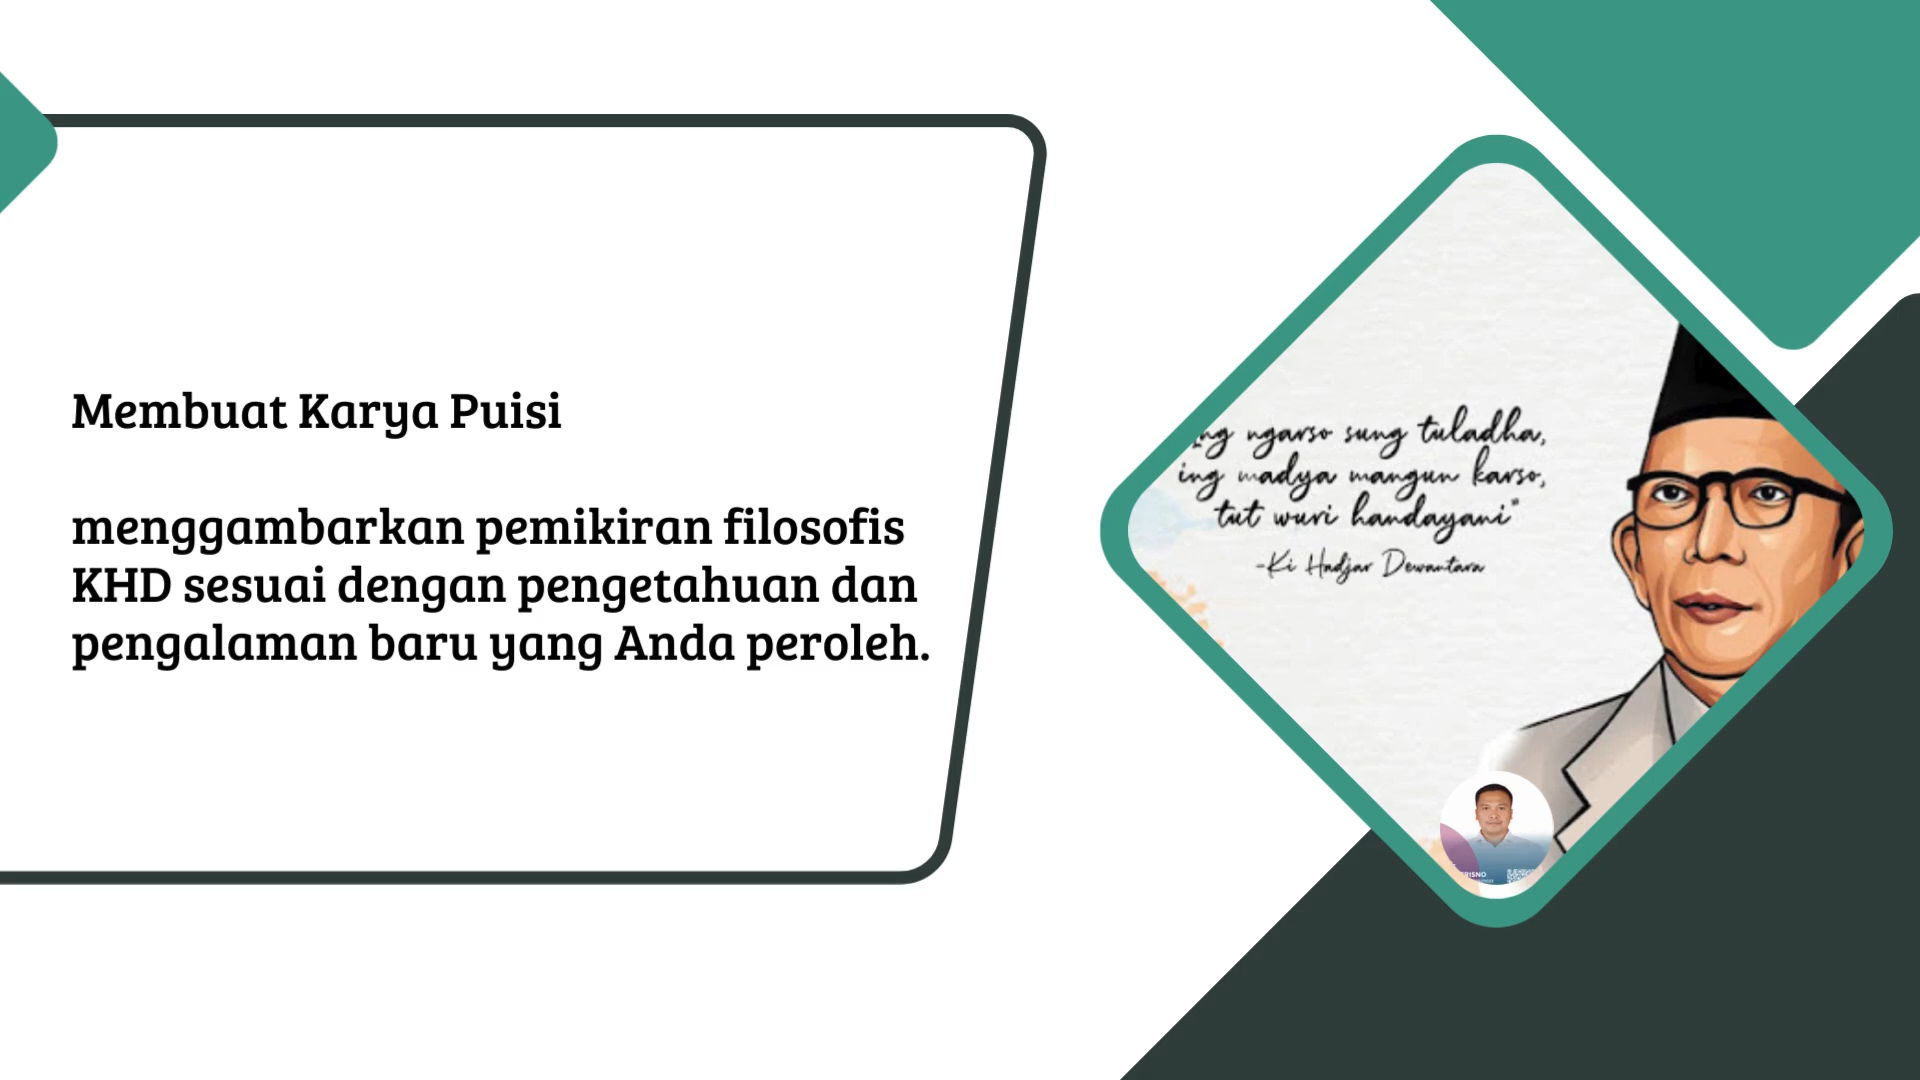 Membuat Karya Puisi
menggambarkan pemikiran filosofis
KHD sesuai dengan pengetahuan dan
pengalaman baru yang Anda peroleh.
ing ngarso sung tuladha,
ing madya mangun karso,
tut wuri handayani"
-Ki Hadjar Dewantara